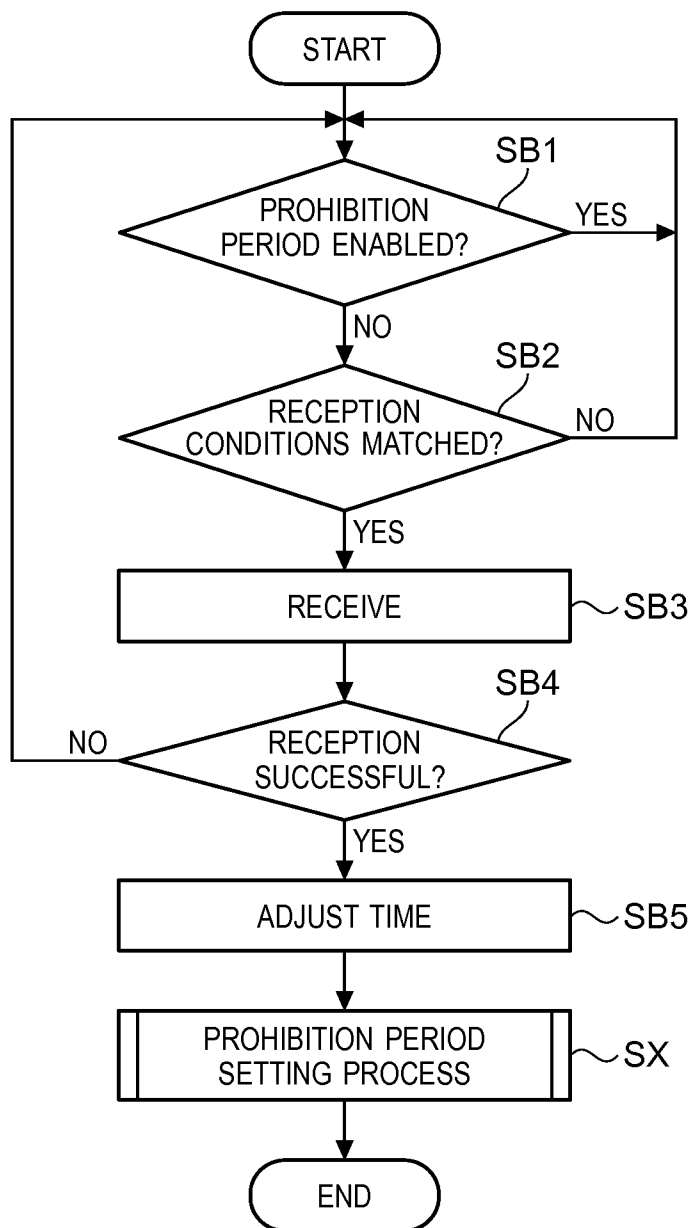 START
SB1
PROHIBITION
PERIOD ENABLED?
YES
NO
SB2
RECEPTION
CONDITIONS MATCHED?
NO
YES
RECEIVE
SB3
SB4
NO
RECEPTION
SUCCESSFUL?
YES
ADJUST TIME
SB5
PROHIBITION PERIOD
SETTING PROCESS
SX
END